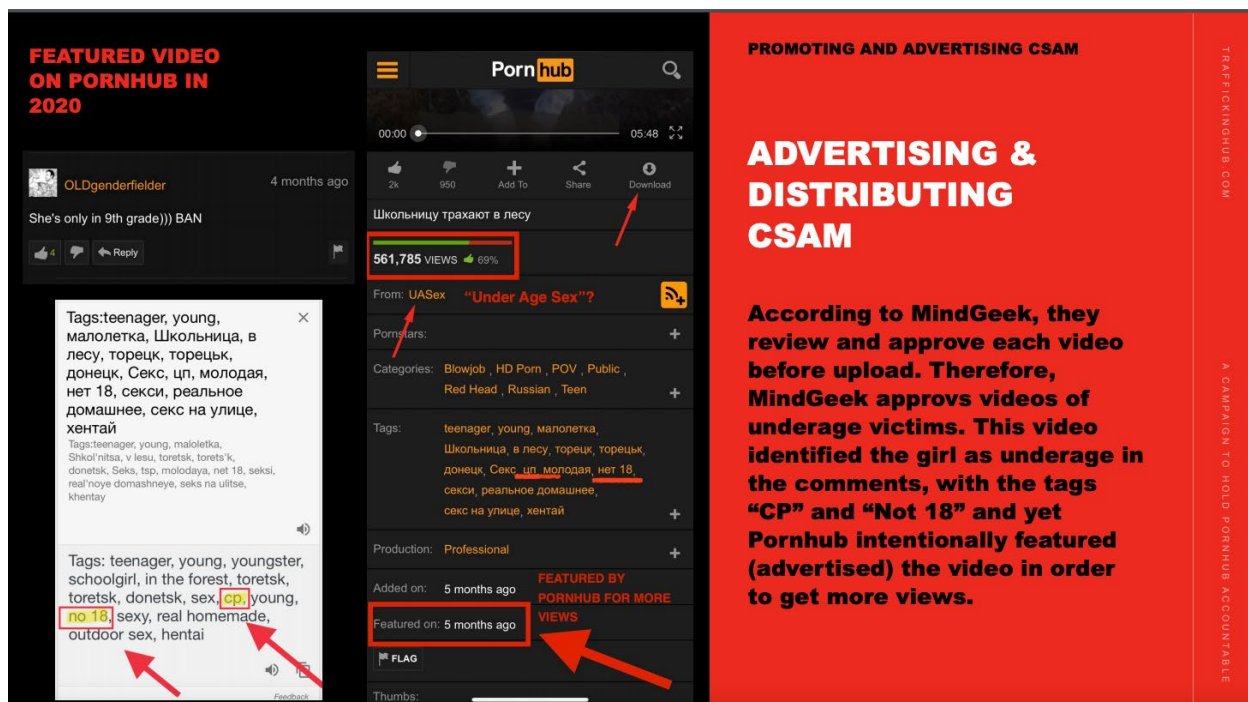 FEATURED VIDEO
ON PORNHUB IN
2020
OLDgenderfielder
4 months ago
She's only in 9th grade))) BAN
4
Reply
Tags:teenager, young,
малолетка, Школьница, в
лесу, торецк, торецьк,
донецк, Секс, цп, молодая,
нет 18, секси, реальное
домашнее, секс на улице,
хентай
Tags:teenager, young, maloletka,
Shkol'nitsa, v lesu, toretsk, torets'k,
donetsk, Seks, tsp, molodaya, net 18, seksi,
real'noye domashneye, seks na ulitse,
khentay
Tags: teenager, young, youngster,
schoolgirl, in the forest, toretsk,
toretsk, donetsk, sex, cp, young,
no 18, sexy, real homemade,
outdoor sex, hentai
Feedback
Pornhub
00:00
05:48
2k
950
Add To
Share
Download
Школьницу трахают в лесу
561,785 VIEWS 69%
From: UASex
"Under Age Sex"?
Pornstars:
Categories: Blowjob , HD Porn , POV , Public ,
Red Head , Russian , Teen
Tags: teenager, young, малолетка,
Школьница, в лесу, торецк, торецьк,
донецк, Секс, цп, молодая, нет 18,
секси, реальное домашнее,
секс на улице, хентай
Production: Professional
Added on: 5 months ago
Featured on: 5 months ago
FEATURED BY
PORNHUB FOR MORE
VIEWS
FLAG
Thumbs:
PROMOTING AND ADVERTISING CSAM
ADVERTISING &
DISTRIBUTING
CSAM
According to MindGeek, they
review and approve each video
before upload. Therefore,
MindGeek approvs videos of
underage victims. This video
identified the girl as underage in
the comments, with the tags
“CP” and “Not 18” and yet
Pornhub intentionally featured
(advertised) the video in order
to get more views.
TRAFFICKINGHUB.COM
A CAMPAIGN TO HOLD PORNHUB ACCOUNTABLE